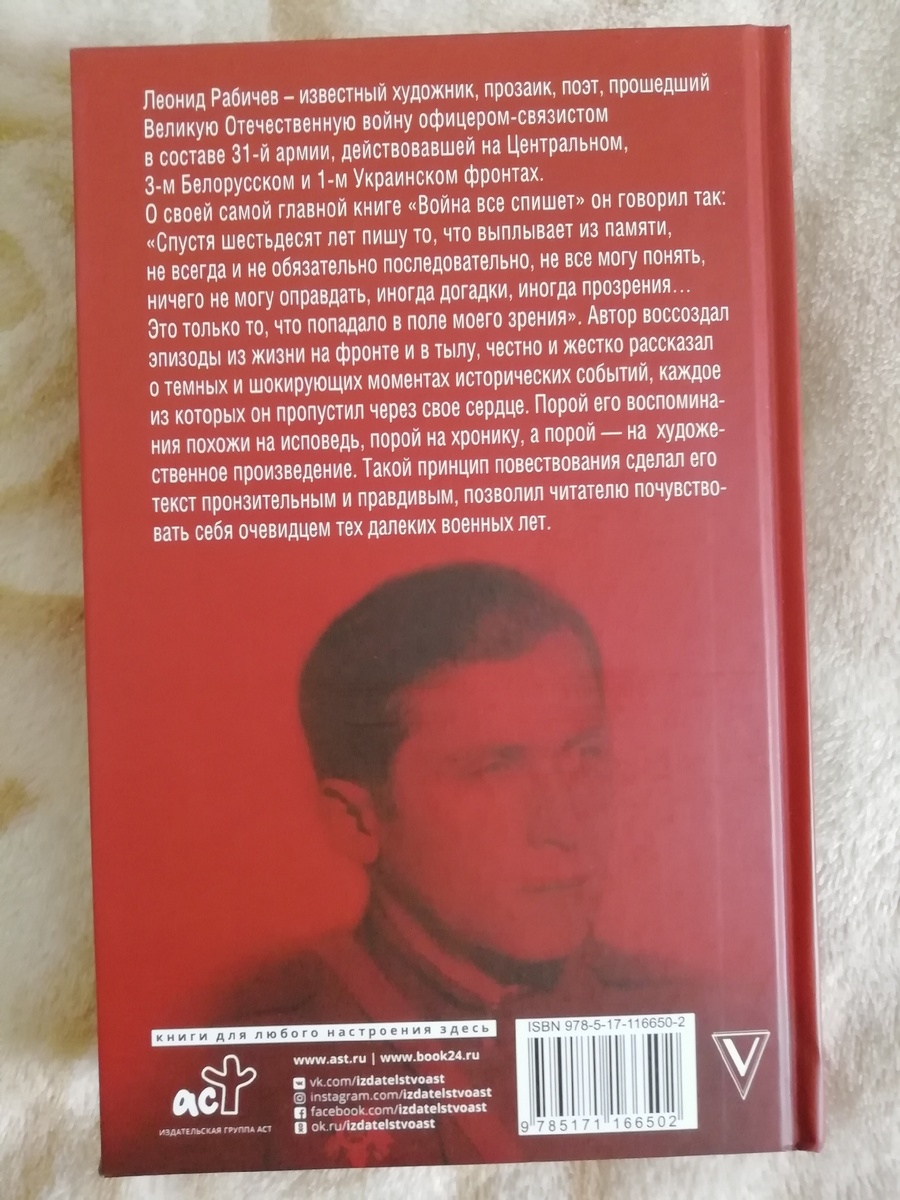 Леонид Рабичев – известный художник, прозаик, поэт, прошедший
Великую Отечественную войну офицером-связистом
в составе 31-й армии, действовавшей на Центральном,
3-м Белорусском и 1-м Украинском фронтах.
О своей самой главной книге «Война все спишет» он говорил так:
«Спустя шестьдесят лет пишу то, что выплывает из памяти,
не всегда и не обязательно последовательно, не все могу понять,
ничего не могу оправдать, иногда догадки, иногда прозрения…
Это только то, что попадало в поле моего зрения». Автор воссоздал
эпизоды из жизни на фронте и в тылу, честно и жестко рассказал
о темных и шокирующих моментах исторических событий, каждое
из которых он пропустил через свое сердце. Порой его воспомина-
ния похожи на исповедь, порой на хронику, а порой — на художе-
ственное произведение. Такой принцип повествования сделал его
текст пронзительным и правдивым, позволил читателю почувство-
вать себя очевидцем тех далеких военных лет.
книги для любого настроения здесь
аст
ИЗДАТЕЛЬСКАЯ ГРУППА АСТ
www.ast.ru | www.book24.ru
vk.com/izdatelstvoast
instagram.com/izdatelstvoast
facebook.com/izdatelstvoast
ok.ru/izdatelstvoast
ISBN 978-5-17-116650-2
9 785171 166502
V